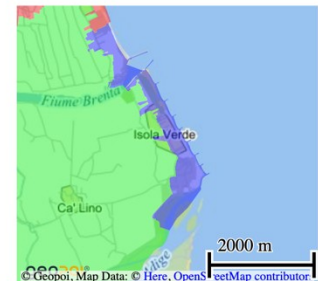 Fiume Brenta
Isola Verde
Ca' Lino
2000 m
© Geopoi, Map Data: © Here, OpenStreetMap contributor